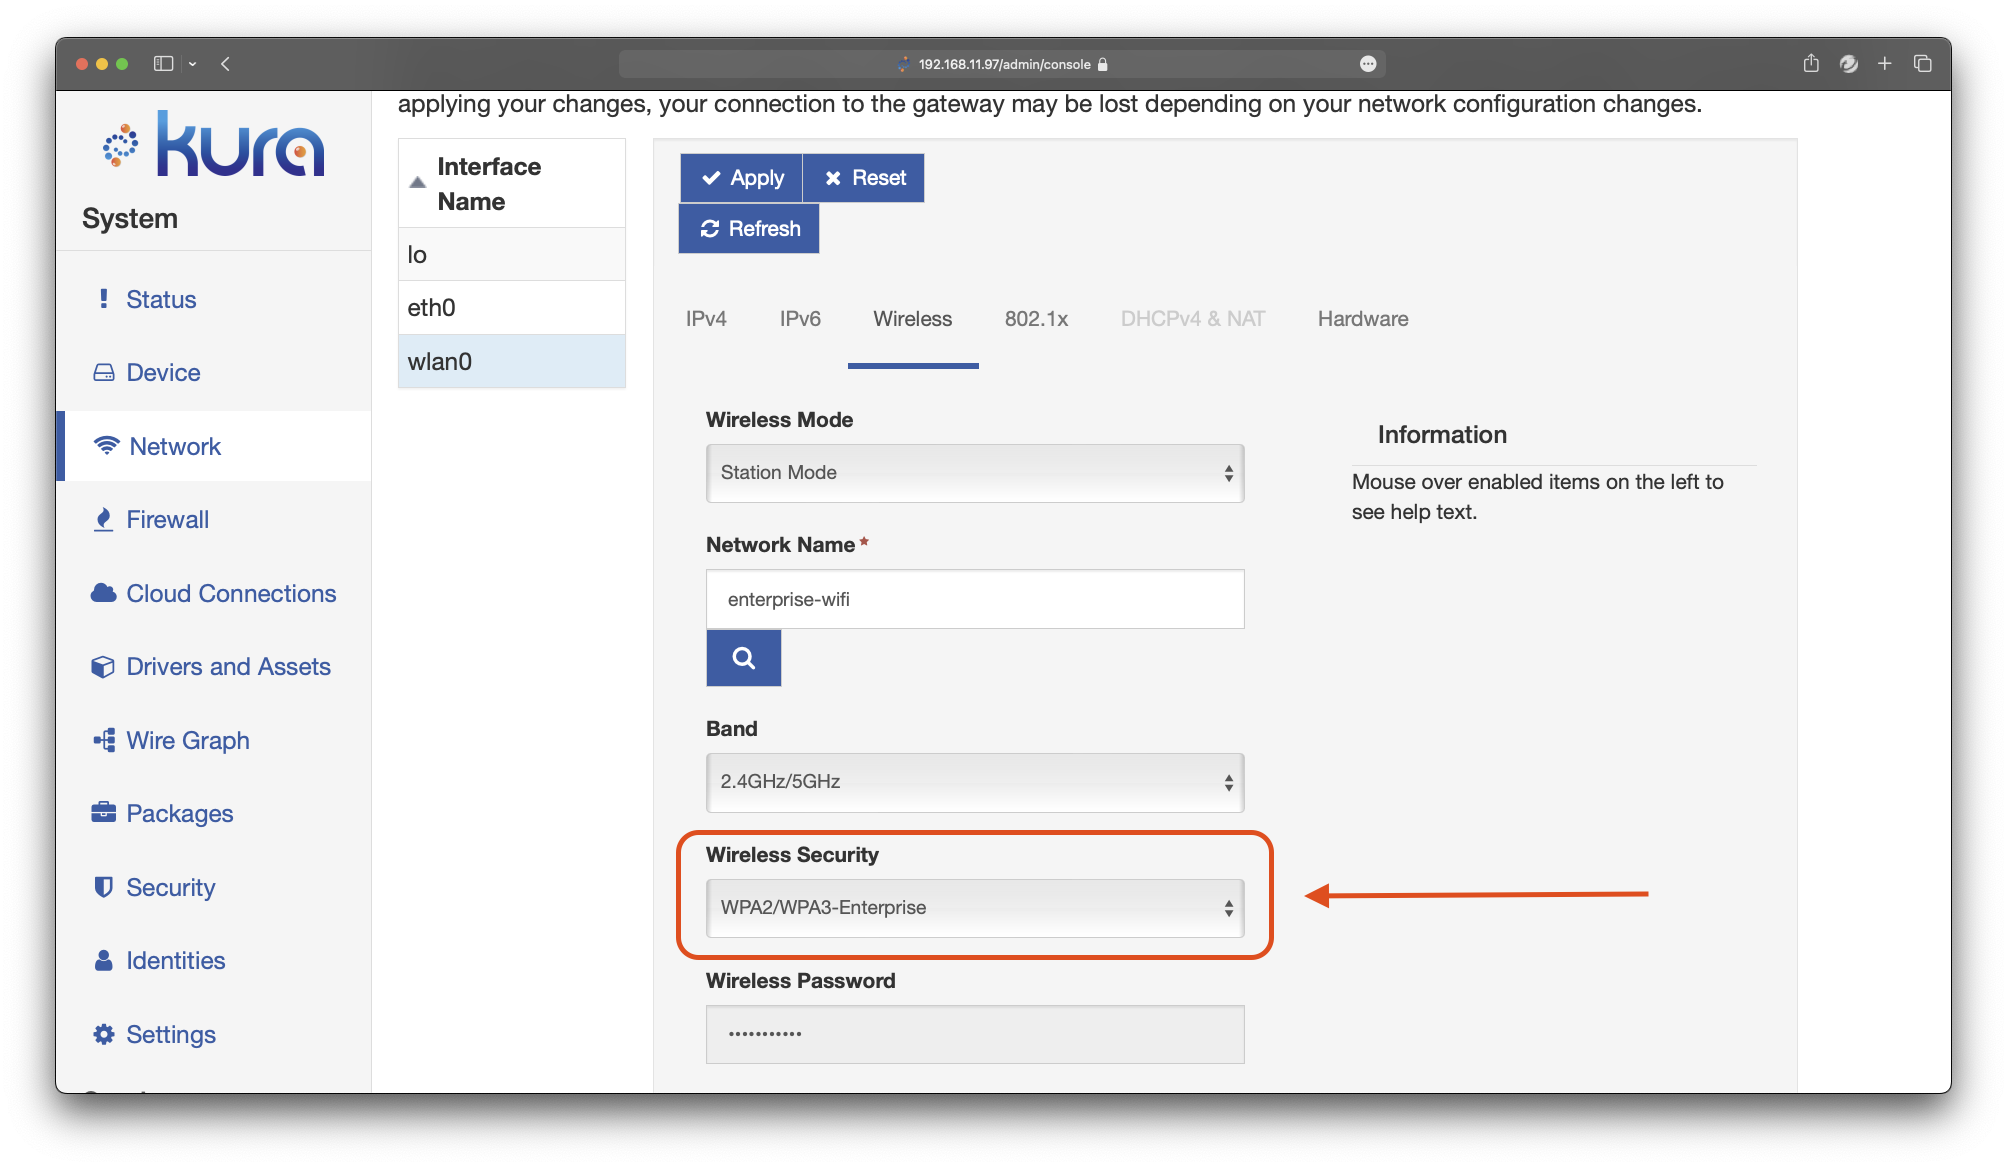 192.168.11.97/admin/console
kura
System
Status
Device
Network
Firewall
Cloud Connections
Drivers and Assets
Wire Graph
Packages
Security
Identities
Settings
applying your changes, your connection to the gateway may be lost depending on your network configuration changes.
Interface
Name
lo
eth0
wlan0
Apply
Reset
Refresh
IPv4
IPv6
Wireless
802.1x
DHCPv4 & NAT
Hardware
Wireless Mode
Station Mode
Network Name *
enterprise-wifi
Band
2.4GHz/5GHz
Wireless Security
WPA2/WPA3-Enterprise
Wireless Password
•••••••••••
Information
Mouse over enabled items on the left to
see help text.